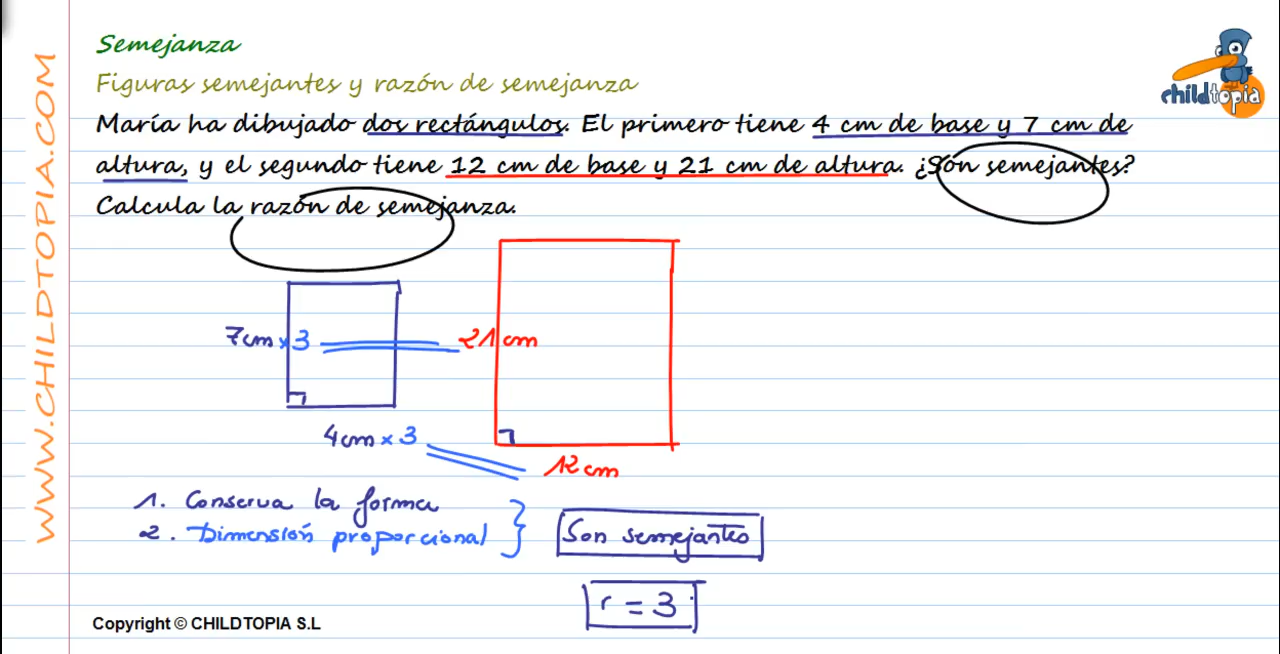 Semejanza
Figuras semejantes y razón de semejanza
María ha dibujado dos rectángulos. El primero tiene 4 cm de base y 7 cm de
altura, y el segundo tiene 12 cm de base y 21 cm de altura. ¿Son semejantes?
Calcula la razón de semejanza.
childtopia
WWW.CHILDTOPIA.COM
7cm × 3
21 cm
4cm × 3
12 cm
1. Conserva la forma
2. Dimensión proporcional
Son semejantes
r = 3
Copyright © CHILDTOPIA S.L